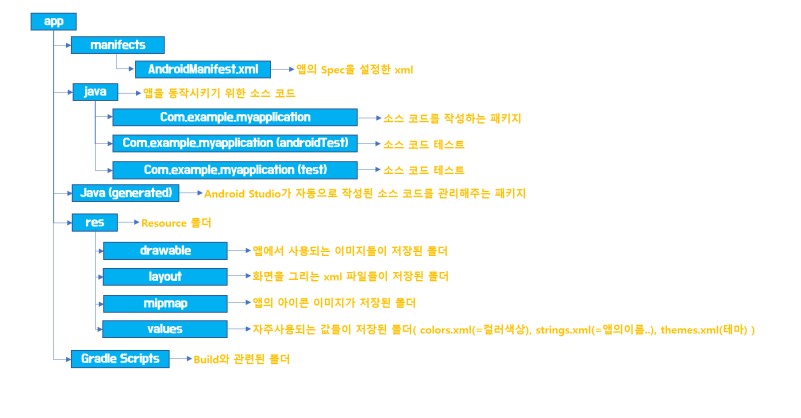 app
manifects
AndroidManifest.xml 앱의 Spec을 설정한 xml
java 앱을 동작시키기 위한 소스 코드
Com.example.myapplication 소스 코드를 작성하는 패키지
Com.example.myapplication (androidTest) 소스 코드 테스트
Com.example.myapplication (test) 소스 코드 테스트
Java (generated) Android Studio가 자동으로 작성된 소스 코드를 관리해주는 패키지
res Resource 폴더
drawable 앱에서 사용되는 이미지들이 저장된 폴더
layout 화면을 그리는 xml 파일들이 저장된 폴더
mipmap 앱의 아이콘 이미지가 저장된 폴더
values 자주사용되는 값들이 저장된 폴더( colors.xml(=컬러색상), strings.xml(=앱의이름..), themes.xml(테마) )
Gradle Scripts Build와 관련된 폴더